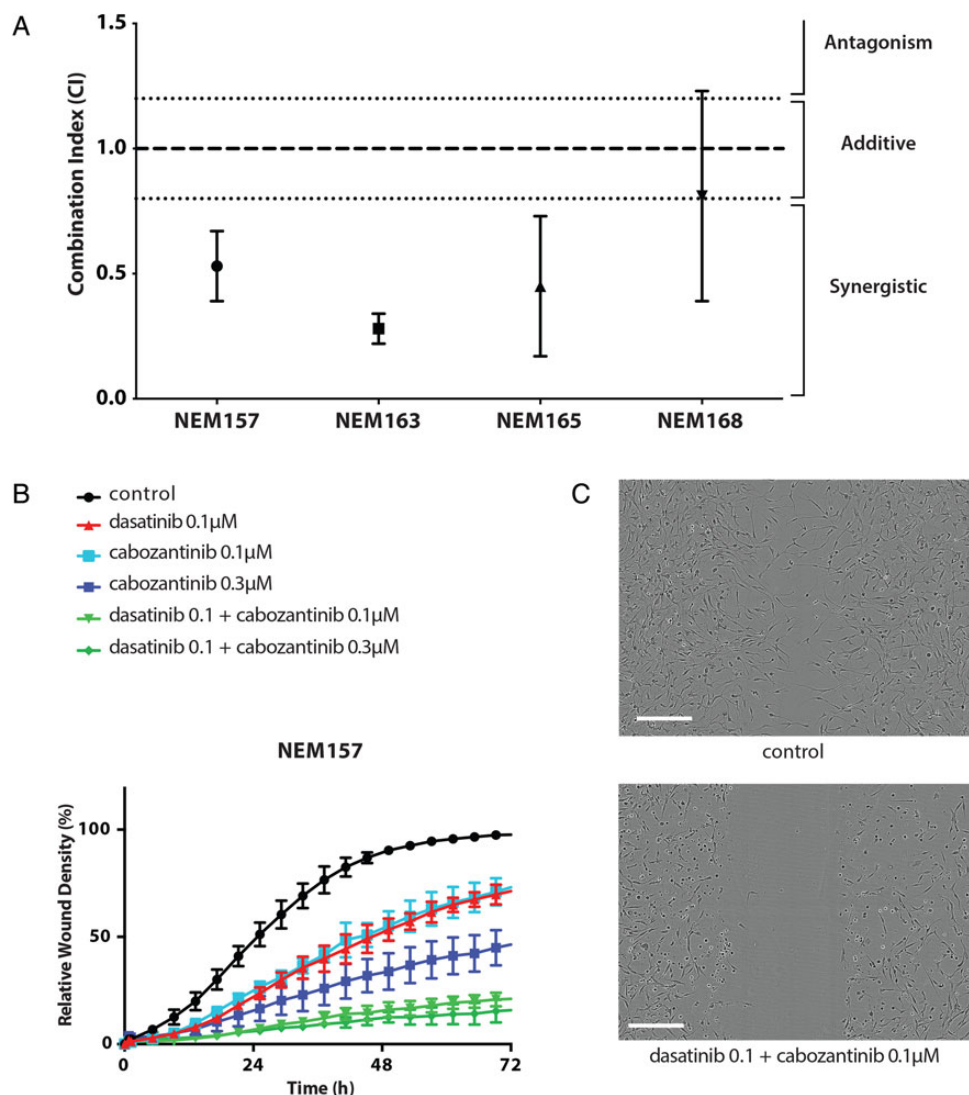 A
1.5
1.0
0.5
0.0
Combination Index (CI)
Antagonism
Additive
Synergistic
NEM157
NEM163
NEM165
NEM168
B
control
dasatinib 0.1µM
cabozantinib 0.1µM
cabozantinib 0.3µM
dasatinib 0.1 + cabozantinib 0.1µM
dasatinib 0.1 + cabozantinib 0.3µM
NEM157
Relative Wound Density (%)
100
50
0
0
24
48
72
Time (h)
C
control
dasatinib 0.1 + cabozantinib 0.1µM